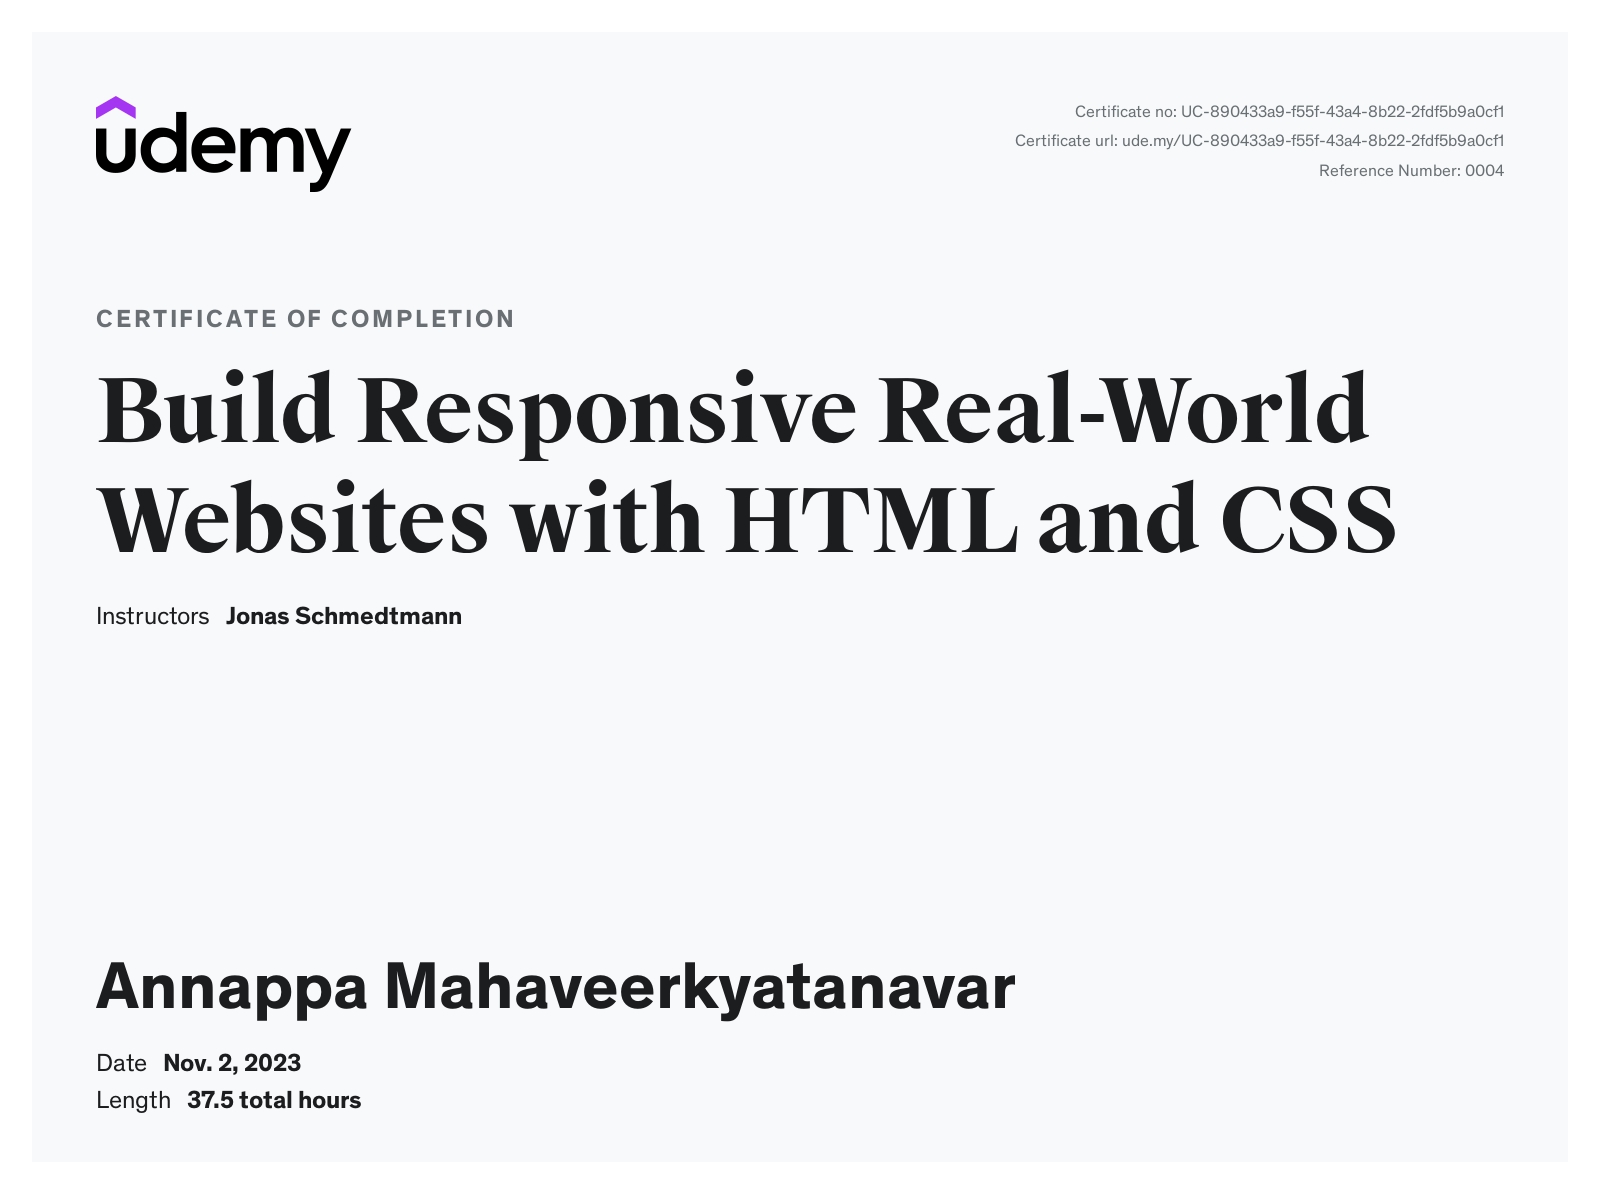 udemy
Certificate no: UC-890433a9-f55f-43a4-8b22-2fdf5b9a0cf1
Certificate url: ude.my/UC-890433a9-f55f-43a4-8b22-2fdf5b9a0cf1
Reference Number: 0004
CERTIFICATE OF COMPLETION
Build Responsive Real-World
Websites with HTML and CSS
Instructors Jonas Schmedtmann
Annappa Mahaveerkyatanavar
Date Nov. 2, 2023
Length 37.5 total hours